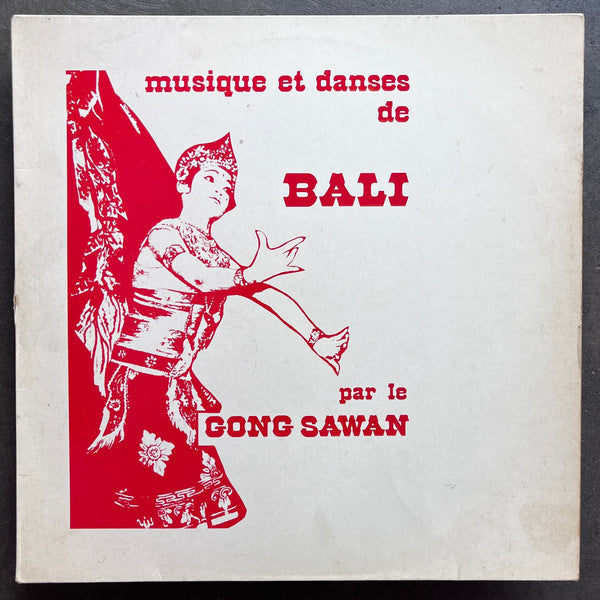 musique et danses
de
BALI
par le
GONG SAWAN